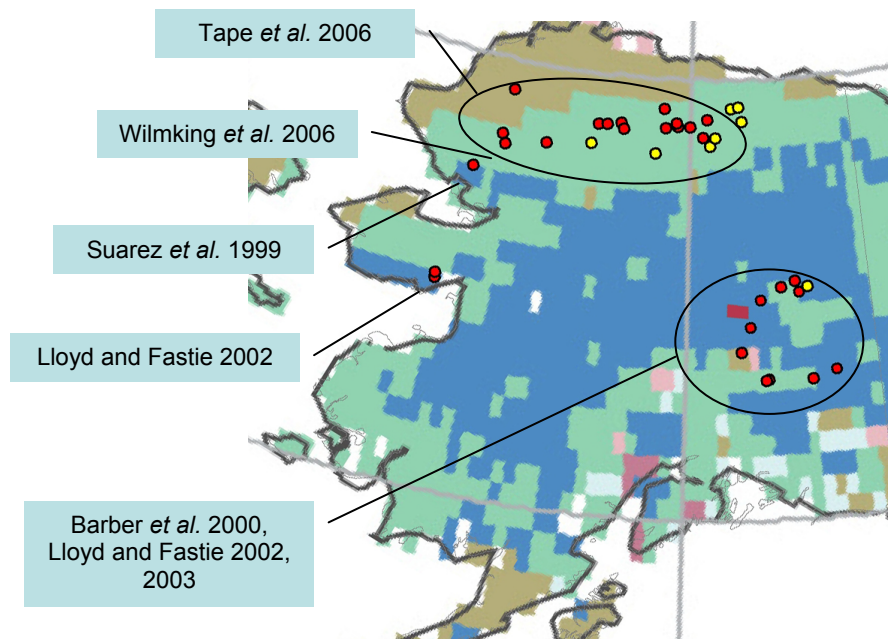 Tape et al. 2006
Wilmking et al. 2006
Suarez et al. 1999
Lloyd and Fastie 2002
Barber et al. 2000,
Lloyd and Fastie 2002,
2003